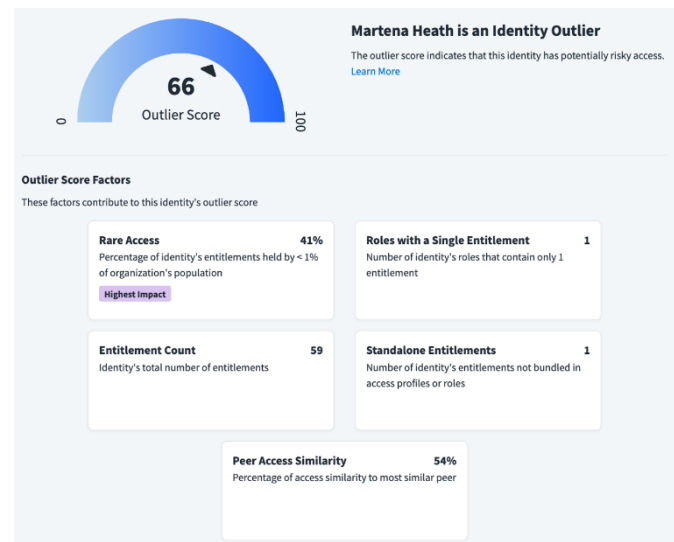 Martena Heath is an Identity Outlier
The outlier score indicates that this identity has potentially risky access.
Learn More
66
Outlier Score
0
100
Outlier Score Factors
These factors contribute to this identity's outlier score
Rare Access 41%
Percentage of identity's entitlements held by < 1%
of organization's population
Highest Impact
Roles with a Single Entitlement 1
Number of identity's roles that contain only 1
entitlement
Entitlement Count 59
Identity's total number of entitlements
Standalone Entitlements 1
Number of identity's entitlements not bundled in
access profiles or roles
Peer Access Similarity 54%
Percentage of access similarity to most similar peer